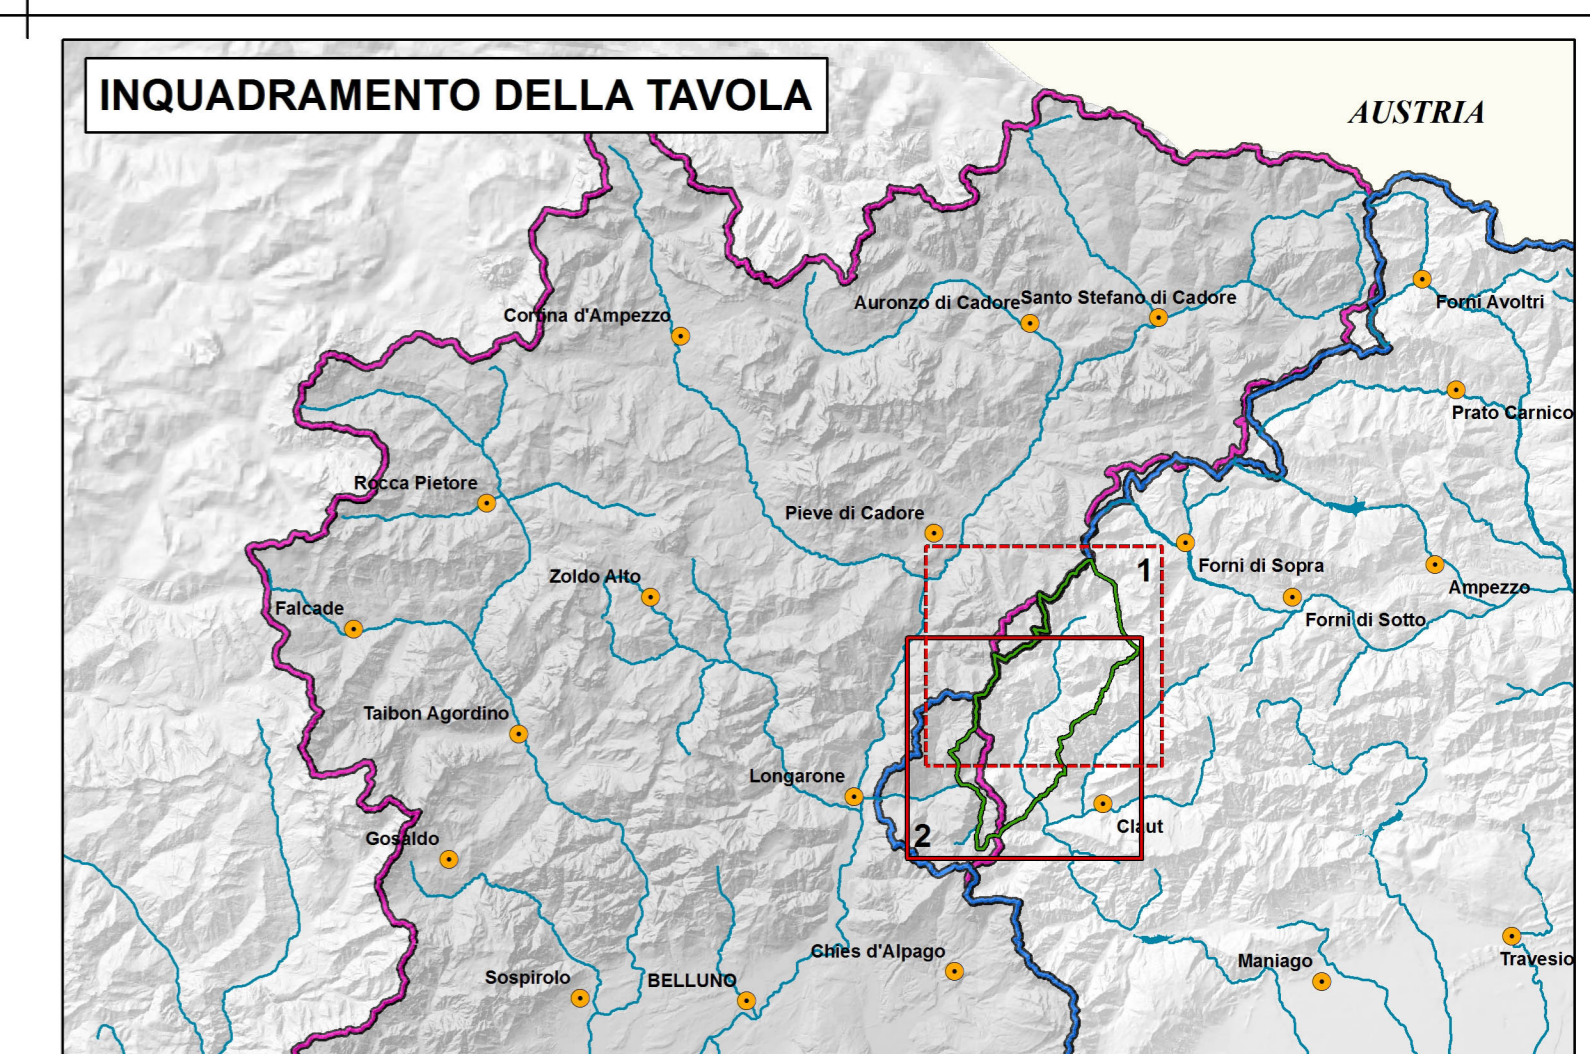 INQUADRAMENTO DELLA TAVOLA
AUSTRIA
Auronzo di Cadore
Santo Stefano di Cadore
Forni Avoltri
Cortina d'Ampezzo
Prato Carnico
Rocca Pietore
Pieve di Cadore
1
Forni di Sopra
Zoldo Alto
Ampezzo
Falcade
Forni di Sotto
Taibon Agordino
Longarone
Claut
2
Gosaldo
Chies d'Alpago
Maniago
Travesio
Sospirolo
BELLUNO